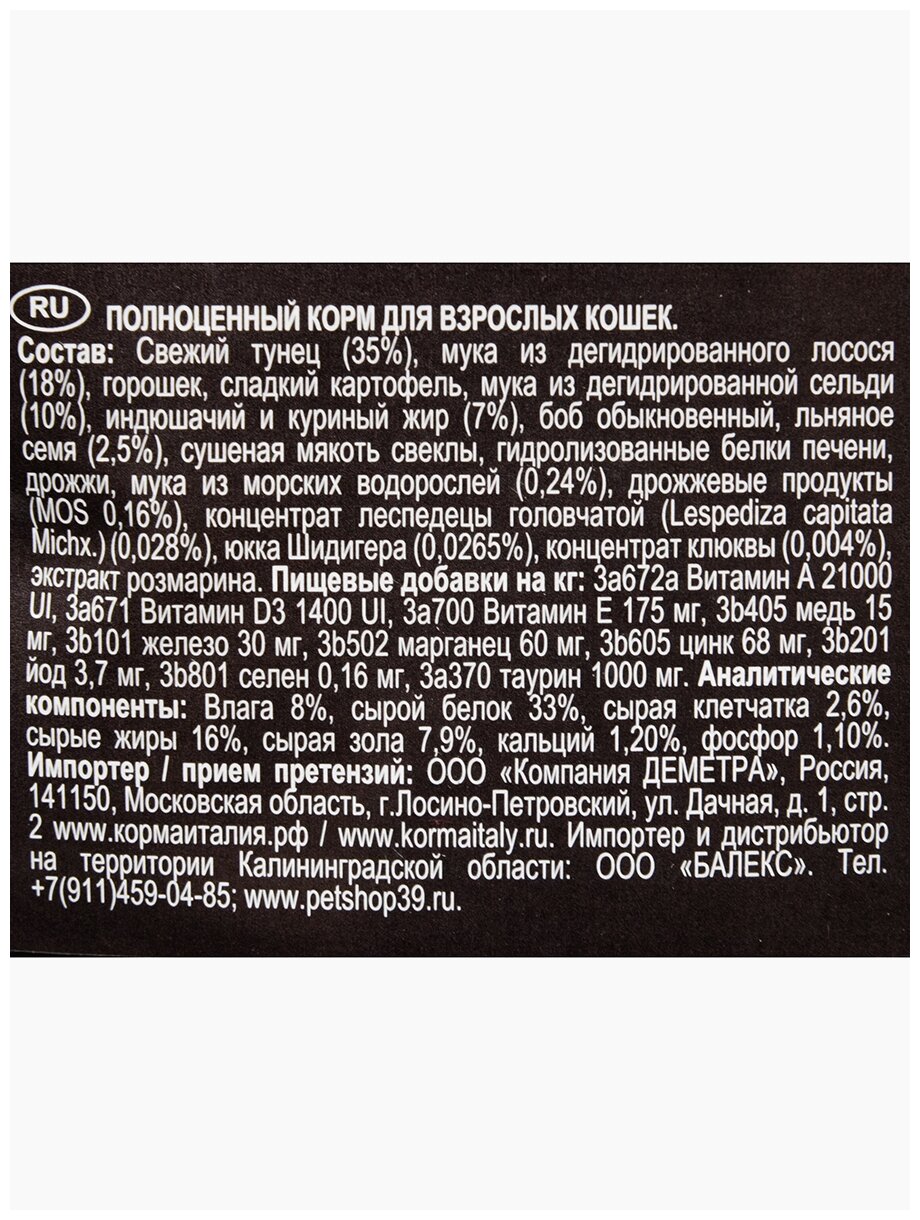 RU ПОЛНОЦЕННЫЙ КОРМ ДЛЯ ВЗРОСЛЫХ КОШЕК.
Состав: Свежий тунец (35%), мука из дегидрированного лосося
(18%), горошек, сладкий картофель, мука из дегидрированной сельди
(10%), индюшачий и куриный жир (7%), боб обыкновенный, льняное
семя (2,5%), сушеная мякоть свеклы, гидролизованные белки печени,
дрожжи, мука из морских водорослей (0,24%), дрожжевые продукты
(MOS 0,16%), концентрат леспедецы головчатой (Lespediza capitata
Michx.) (0,028%), юкка Шидигера (0,0265%), концентрат клюквы (0,004%),
экстракт розмарина. Пищевые добавки на кг: 3a672a Витамин А 21000
UI, 3a671 Витамин D3 1400 UI, 3a700 Витамин Е 175 мг, 3b405 медь 15
мг, 3b101 железо 30 мг, 3b502 марганец 60 мг, 3b605 цинк 68 мг, 3b201
йод 3,7 мг, 3b801 селен 0,16 мг, 3a370 таурин 1000 мг. Аналитические
компоненты: Влага 8%, сырой белок 33%, сырая клетчатка 2,6%,
сырые жиры 16%, сырая зола 7,9%, кальций 1,20%, фосфор 1,10%.
Импортер / прием претензий: ООО «Компания ДЕМЕТРА», Россия,
141150, Московская область, г.Лосино-Петровский, ул. Дачная, д. 1, стр.
2 www.кормаиталия.рф / www.kormaitaly.ru. Импортер и дистрибьютор
на территории Калининградской области: ООО «БАЛЕКС». Тел.
+7(911)459-04-85; www.petshop39.ru.